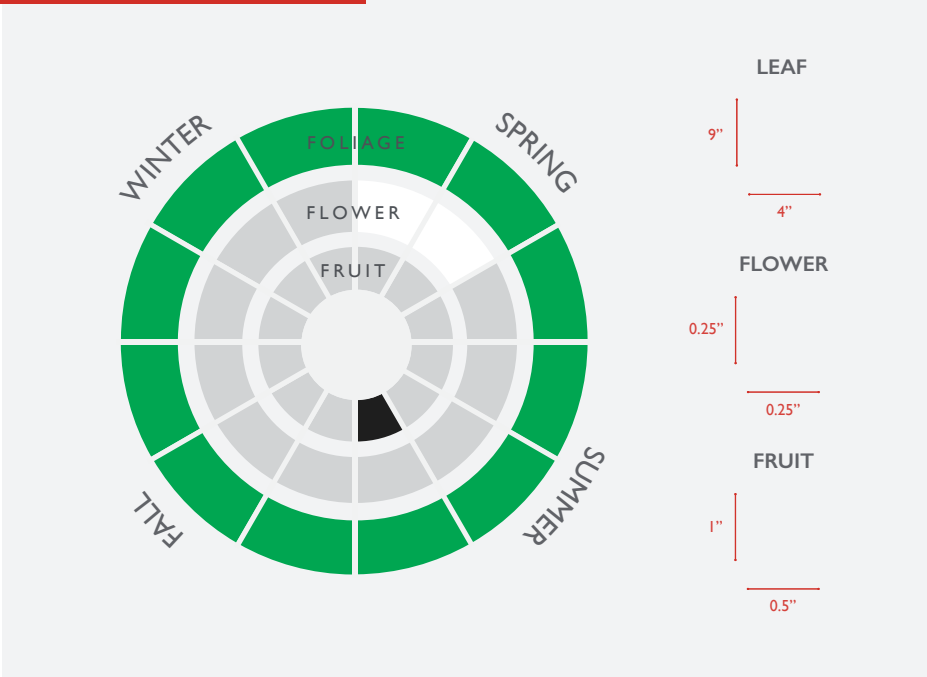 WINTER
SPRING
FOLIAGE
FLOWER
FRUIT
FALL
SUMMER
LEAF
9”
4”
FLOWER
0.25”
0.25”
FRUIT
1”
0.5”